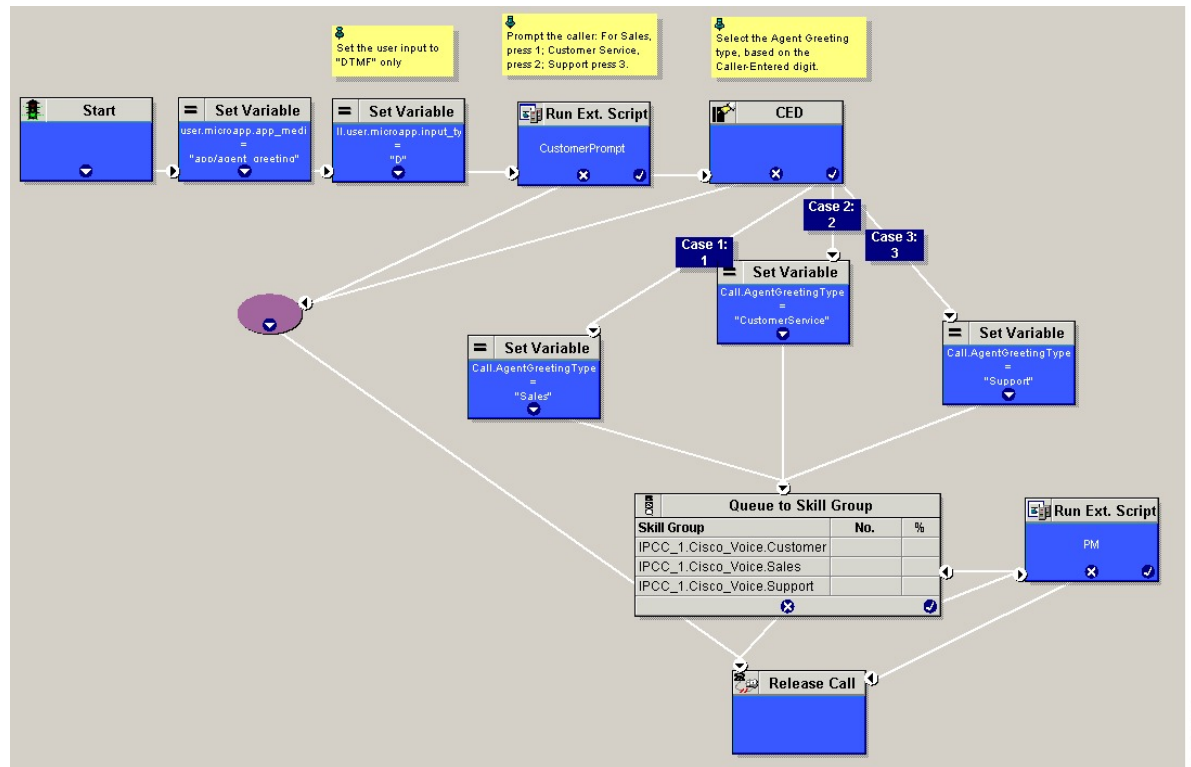 Set the user input to
"DTMF" only
Prompt the caller: For Sales,
press 1; Customer Service,
press 2; Support press 3.
Select the Agent Greeting
type, based on the
Caller-Entered digit.
Start
= Set Variable
user.microapp.app_medi
=
"app/agent_greeting"
= Set Variable
ll.user.microapp.input_ty
=
"D"
Run Ext. Script
CustomerPrompt
CED
Case 1:
1
Case 2:
2
Case 3:
3
= Set Variable
Call.AgentGreetingType
=
"CustomerService"
= Set Variable
Call.AgentGreetingType
=
"Sales"
= Set Variable
Call.AgentGreetingType
=
"Support"
Queue to Skill Group
Skill Group No. %
IPCC_1.Cisco_Voice.Customer
IPCC_1.Cisco_Voice.Sales
IPCC_1.Cisco_Voice.Support
Run Ext. Script
PM
Release Call